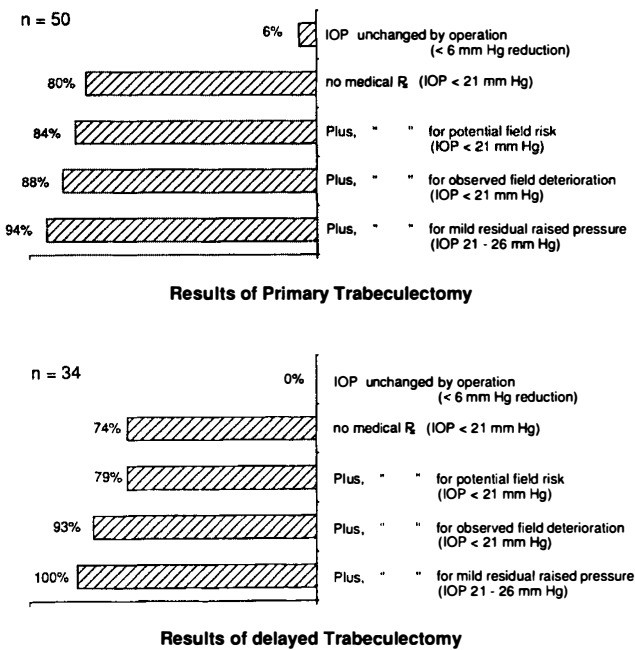 n = 50
6% IOP unchanged by operation
(< 6 mm Hg reduction)
80% no medical ℞ (IOP < 21 mm Hg)
84% Plus, " " for potential field risk
(IOP < 21 mm Hg)
88% Plus, " " for observed field deterioration
(IOP < 21 mm Hg)
94% Plus, " " for mild residual raised pressure
(IOP 21 - 26 mm Hg)
Results of Primary Trabeculectomy
n = 34
0% IOP unchanged by operation
(< 6 mm Hg reduction)
74% no medical ℞ (IOP < 21 mm Hg)
79% Plus, " " for potential field risk
(IOP < 21 mm Hg)
93% Plus, " " for observed field deterioration
(IOP < 21 mm Hg)
100% Plus, " " for mild residual raised pressure
(IOP 21 - 26 mm Hg)
Results of delayed Trabeculectomy